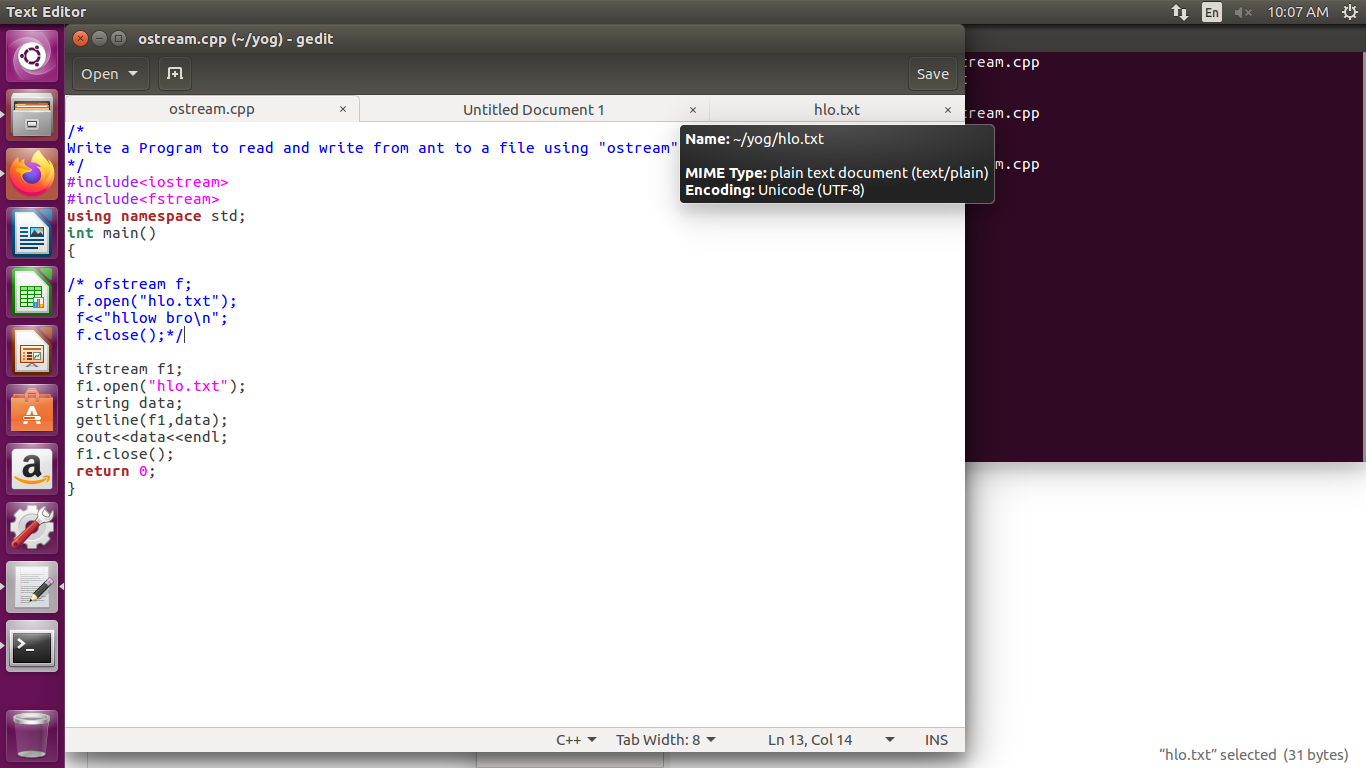 Text Editor
En
10:07 AM
ostream.cpp (~/yog) - gedit
Open
Save
ostream.cpp × Untitled Document 1 × hlo.txt ×
/*
Write a Program to read and write from ant to a file using "ostream"
*/
#include<iostream>
#include<fstream>
using namespace std;
int main()
{
/* ofstream f;
f.open("hlo.txt");
f<<"hllow bro\n";
f.close();*/
ifstream f1;
f1.open("hlo.txt");
string data;
getline(f1,data);
cout<<data<<endl;
f1.close();
return 0;
}
Name: ~/yog/hlo.txt
MIME Type: plain text document (text/plain)
Encoding: Unicode (UTF-8)
tream.cpp
tream.cpp
m.cpp
C++ Tab Width: 8 Ln 13, Col 14 INS
“hlo.txt” selected (31 bytes)